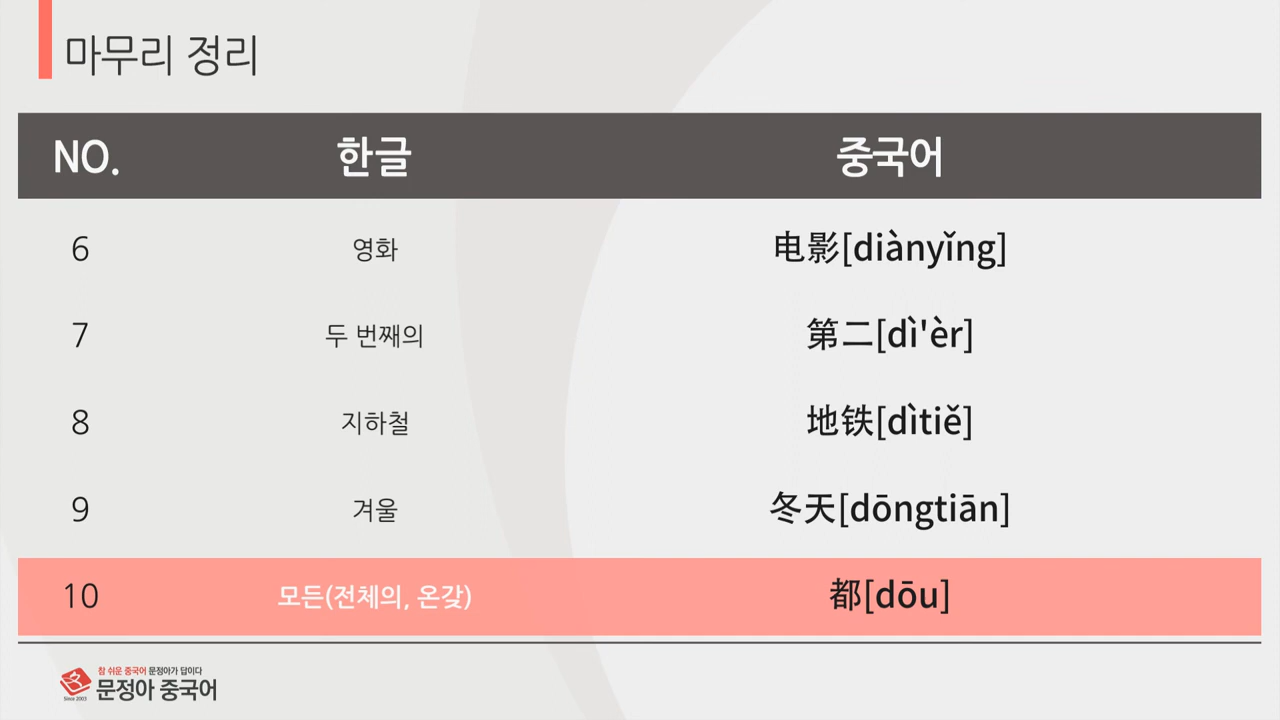 마무리 정리
NO. 한글 중국어
6 영화 电影[diànyǐng]
7 두 번째의 第二[dì'èr]
8 지하철 地铁[dìtiě]
9 겨울 冬天[dōngtiān]
10 모든(전체의, 온갖) 都[dōu]
참 쉬운 중국어 문정아가 답이다
문정아 중국어
Since 2003